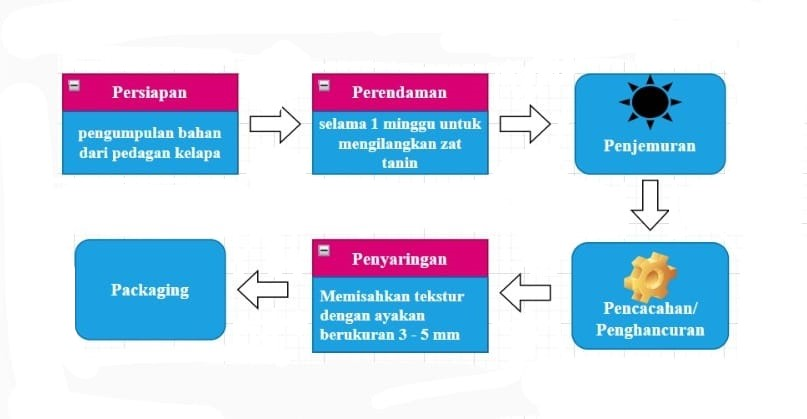 Persiapan
pengumpulan bahan
dari pedagan kelapa
Perendaman
selama 1 minggu untuk
mengilangkan zat
tanin
Penjemuran
Pencacahan/
Penghancuran
Penyaringan
Memisahkan tekstur
dengan ayakan
berukuran 3 - 5 mm
Packaging